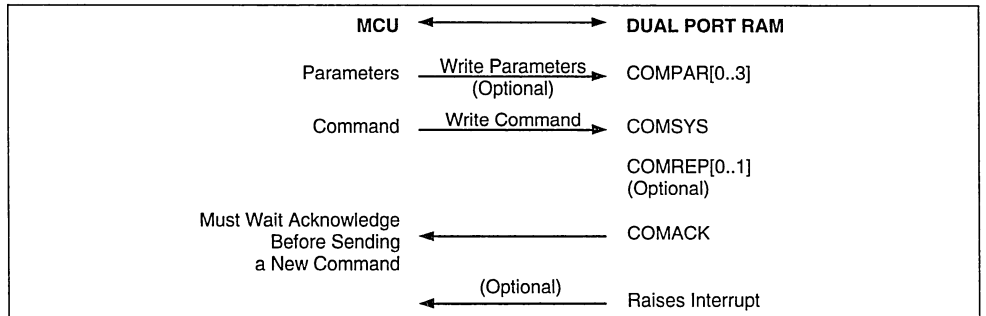 MCU DUAL PORT RAM
Parameters Write Parameters COMPAR[0..3]
(Optional)
Command Write Command COMSYS
COMREP[0..1]
(Optional)
Must Wait Acknowledge
Before Sending COMACK
a New Command
(Optional)
Raises Interrupt